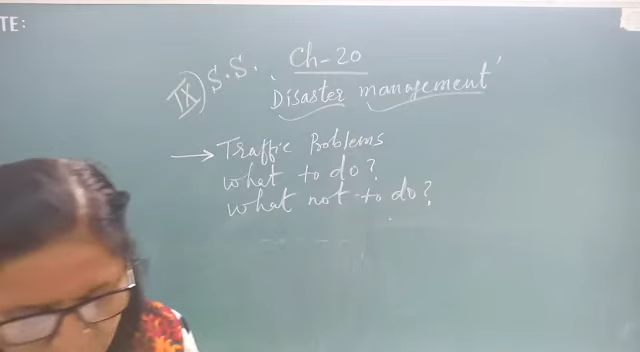 TE:
IX) S.S. Ch-20
'Disaster management'
→ Traffic Problems
What to do?
What not to do?